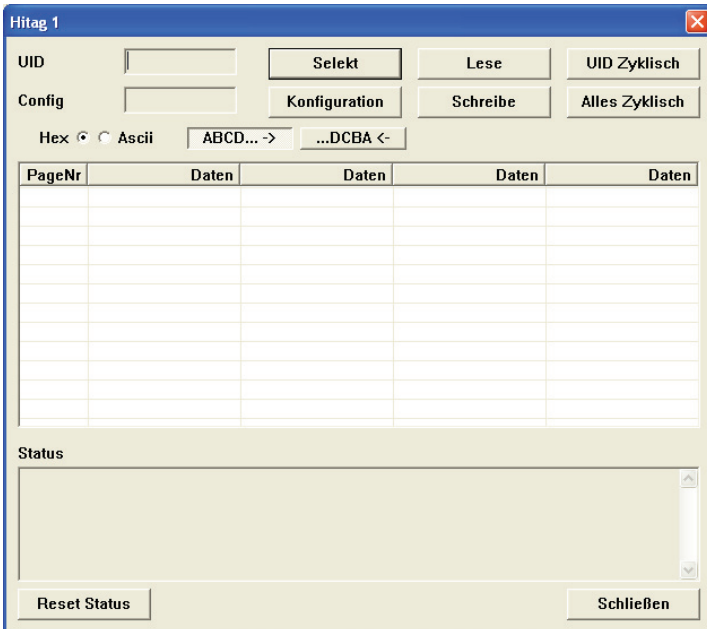 Hitag 1
UID Selekt Lese UID Zyklisch
Config Konfiguration Schreibe Alles Zyklisch
Hex Ascii ABCD... -> ...DCBA <-
PageNr Daten Daten Daten Daten
Status
Reset Status Schließen